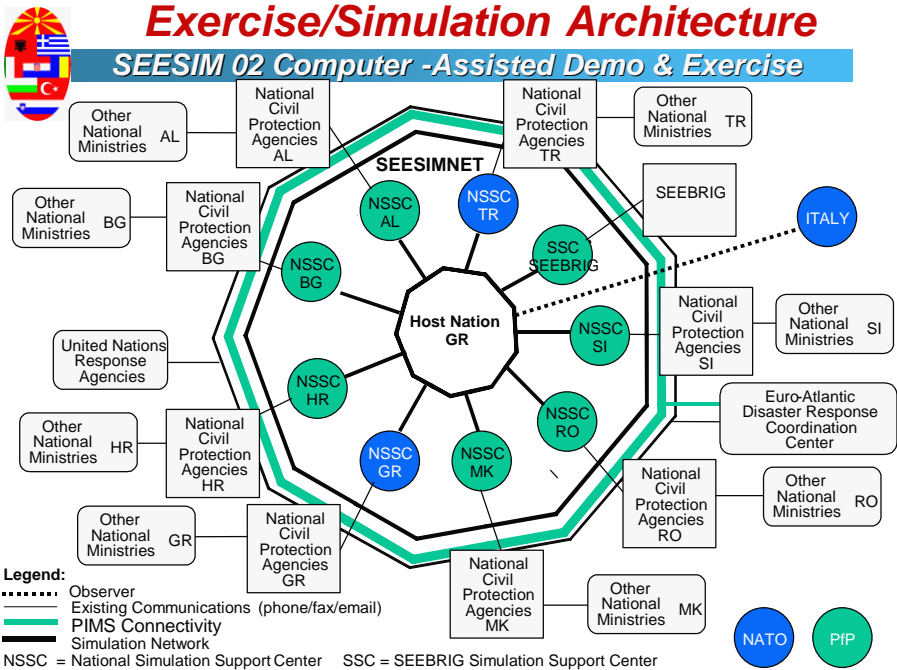 Exercise/Simulation Architecture
SEESIM 02 Computer -Assisted Demo & Exercise
Other
National
Ministries
AL
National
Civil
Protection
Agencies
AL
National
Civil
Protection
Agencies
TR
Other
National
Ministries
TR
SEESIMNET
Other
National
Ministries
BG
National
Civil
Protection
Agencies
BG
NSSC
AL
NSSC
TR
SEEBRIG
ITALY
NSSC
BG
SSC
SEEBRIG
Host Nation
GR
NSSC
SI
National
Civil
Protection
Agencies
SI
Other
National
Ministries
SI
United Nations
Response
Agencies
NSSC
HR
NSSC
RO
Euro-Atlantic
Disaster Response
Coordination
Center
Other
National
Ministries
HR
National
Civil
Protection
Agencies
HR
NSSC
GR
NSSC
MK
National
Civil
Protection
Agencies
RO
Other
National
Ministries
RO
Other
National
Ministries
GR
National
Civil
Protection
Agencies
GR
National
Civil
Protection
Agencies
MK
Other
National
Ministries
MK
Legend:
Observer
Existing Communications (phone/fax/email)
PIMS Connectivity
Simulation Network
NSSC = National Simulation Support Center SSC = SEEBRIG Simulation Support Center
NATO
PfP